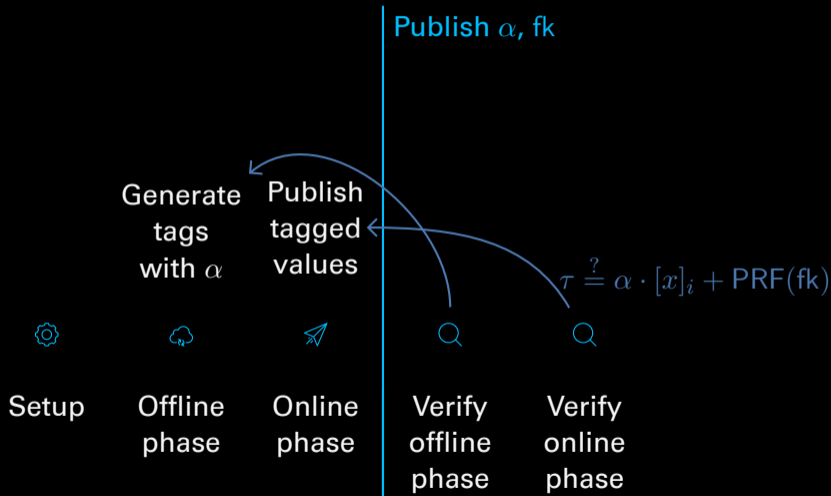 Publish α, fk
Generate
tags
with α
Publish
tagged
values
τ ≟ α · [x]ᵢ + PRF(fk)
Setup
Offline
phase
Online
phase
Verify
offline
phase
Verify
online
phase